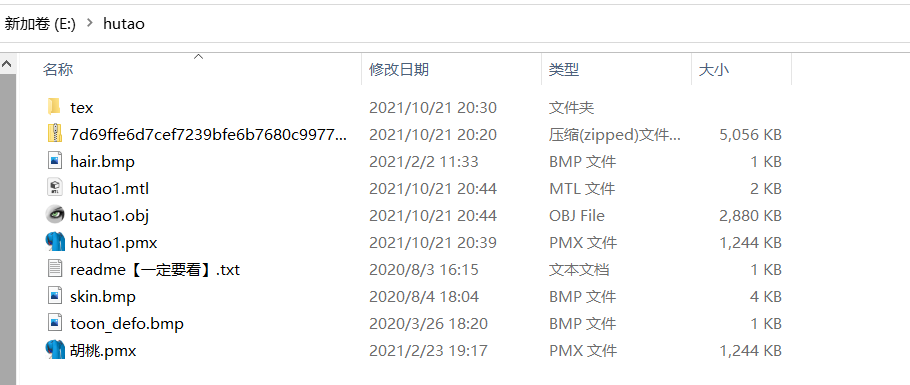 新加卷 (E:) > hutao
名称 修改日期 类型 大小
tex 2021/10/21 20:30 文件夹
7d69ffe6d7cef7239bfe6b7680c9977... 2021/10/21 20:20 压缩(zipped)文件... 5,056 KB
hair.bmp 2021/2/2 11:33 BMP 文件 1 KB
hutao1.mtl 2021/10/21 20:44 MTL 文件 2 KB
hutao1.obj 2021/10/21 20:44 OBJ File 2,880 KB
hutao1.pmx 2021/10/21 20:39 PMX 文件 1,244 KB
readme【一定要看】.txt 2020/8/3 16:15 文本文档 1 KB
skin.bmp 2020/8/4 18:04 BMP 文件 4 KB
toon_defo.bmp 2020/3/26 18:20 BMP 文件 1 KB
胡桃.pmx 2021/2/23 19:17 PMX 文件 1,244 KB